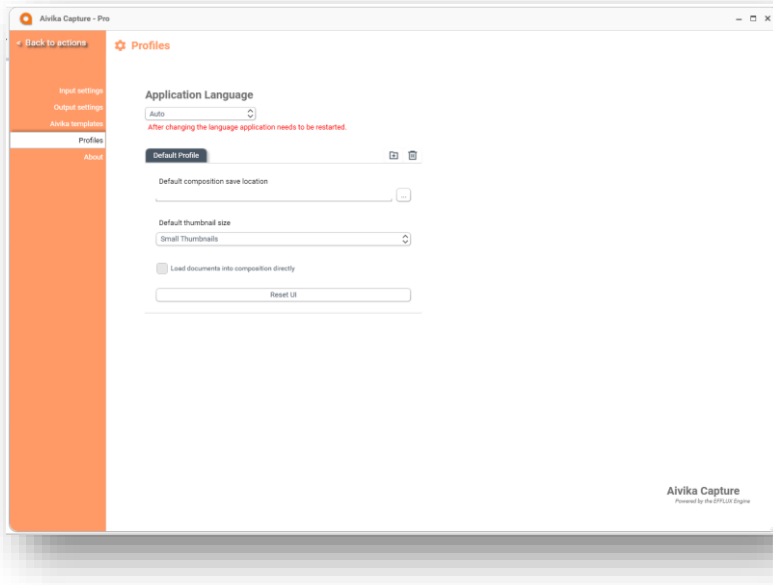 Aivika Capture - Pro
Back to actions
Profiles
Input settings
Output settings
Aivika templates
Profiles
About
Application Language
Auto
After changing the language application needs to be restarted.
Default Profile
Default composition save location
...
Default thumbnail size
Small Thumbnails
Load documents into composition directly
Reset UI
Aivika Capture
Powered by the EFFLUX Engine